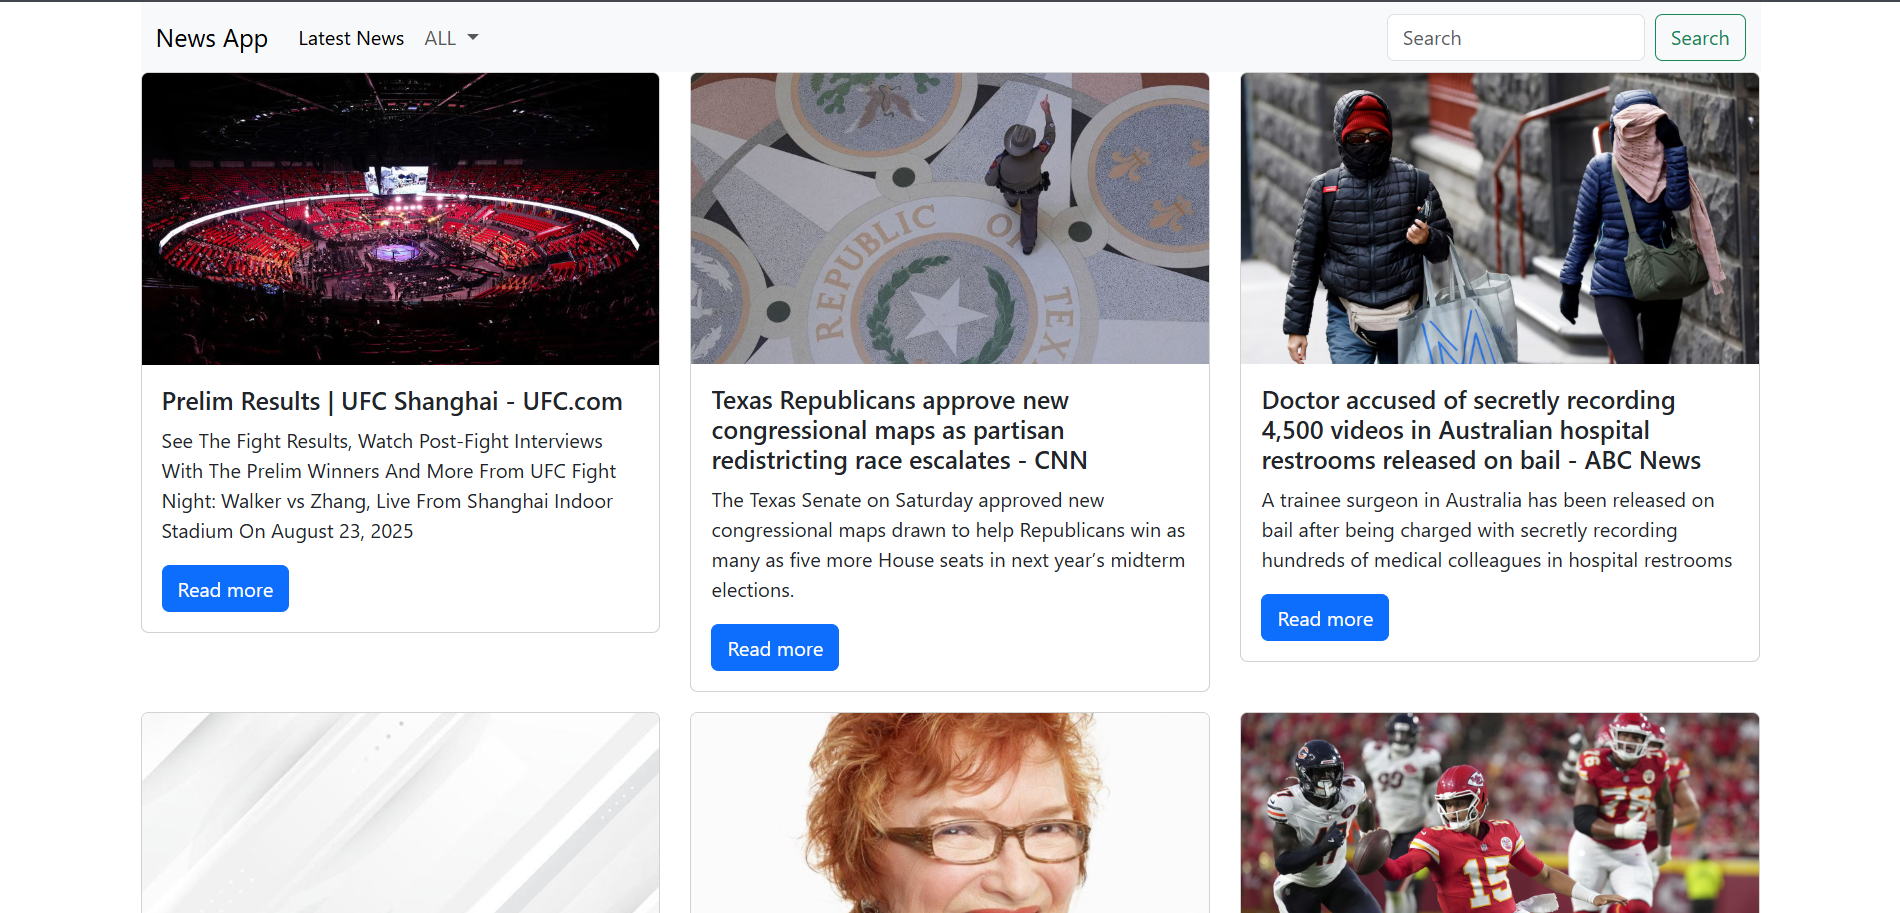 News App
Latest News
ALL
Search
Search
REPUBLIC OF TEX
Prelim Results | UFC Shanghai - UFC.com
See The Fight Results, Watch Post-Fight Interviews
With The Prelim Winners And More From UFC Fight
Night: Walker vs Zhang, Live From Shanghai Indoor
Stadium On August 23, 2025
Read more
Texas Republicans approve new
congressional maps as partisan
redistricting race escalates - CNN
The Texas Senate on Saturday approved new
congressional maps drawn to help Republicans win as
many as five more House seats in next year’s midterm
elections.
Read more
Doctor accused of secretly recording
4,500 videos in Australian hospital
restrooms released on bail - ABC News
A trainee surgeon in Australia has been released on
bail after being charged with secretly recording
hundreds of medical colleagues in hospital restrooms
Read more
47
90
15
76